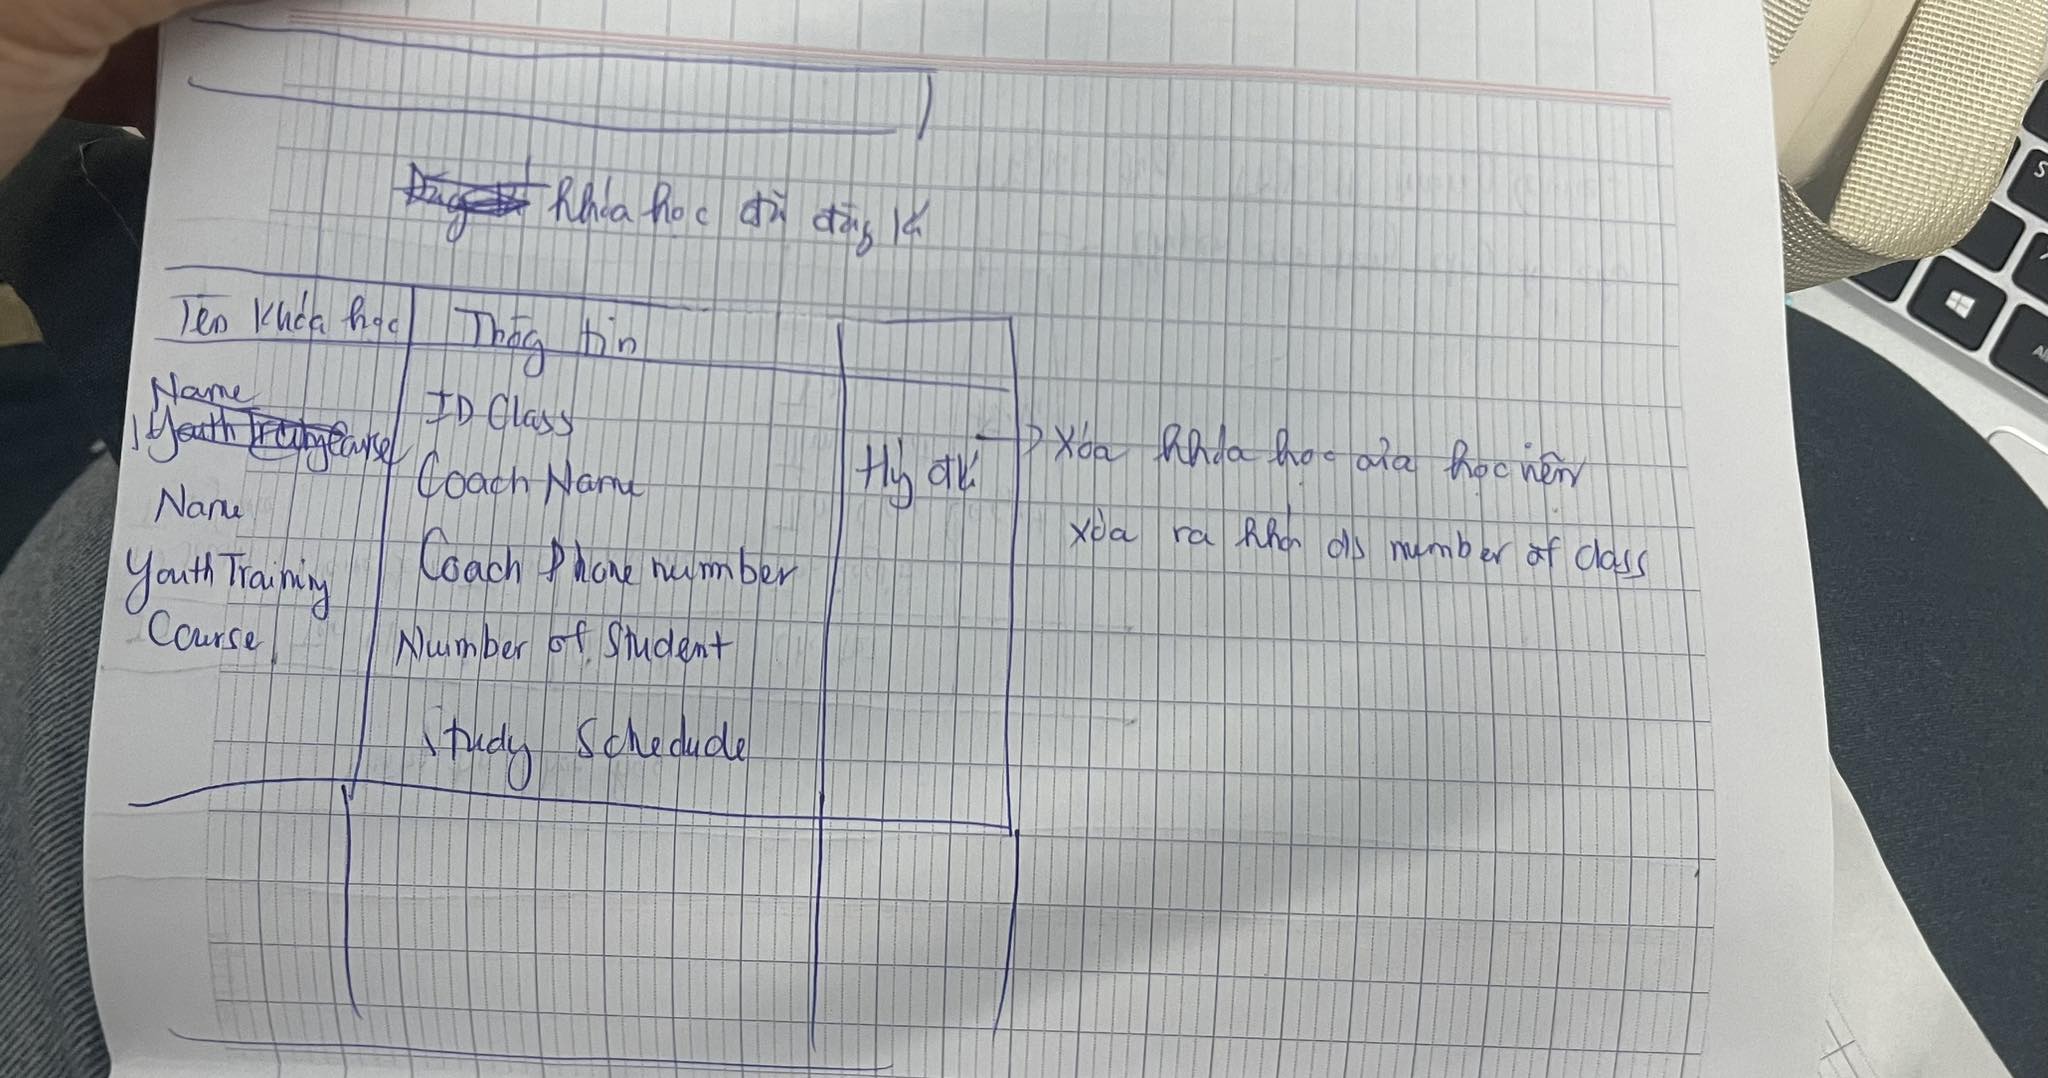 Khóa học đã đăng kí
Tên khóa học
Thôg tin
Name
Youth Training Course
Name
Youth Training
Course
ID Class
Coach Name
Coach Phone number
Number of Student
Study Schedude
Hủy đk
Xóa khóa học của học viên
xóa ra khỏi ds number of class